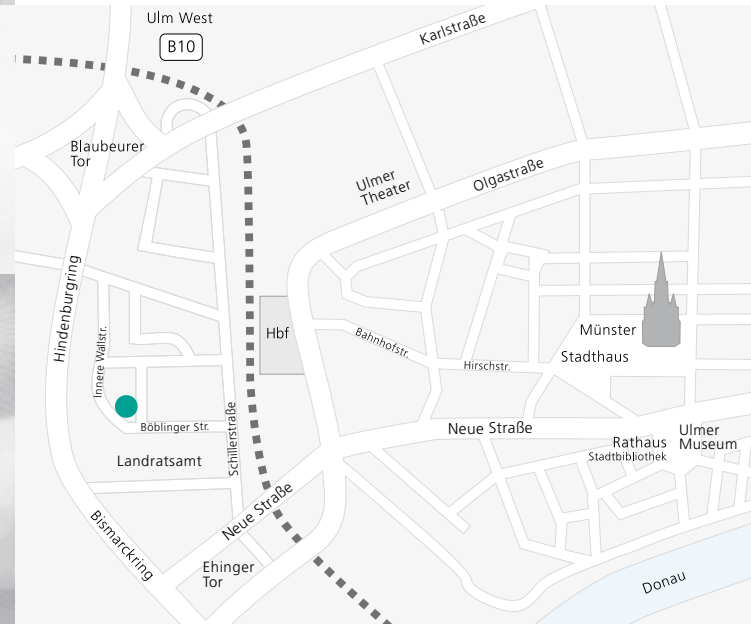 Ulm West
B10
Karlstraße
Blaubeurer
Tor
Ulmer
Theater
Olgastraße
Hindenburgring
Innere Wallstr.
Hbf
Bahnhofstr.
Hirschstr.
Münster
Stadthaus
Böblinger Str.
Schillerstraße
Neue Straße
Rathaus
Stadtbibliothek
Ulmer
Museum
Landratsamt
Bismarckring
Neue Straße
Ehinger
Tor
Donau